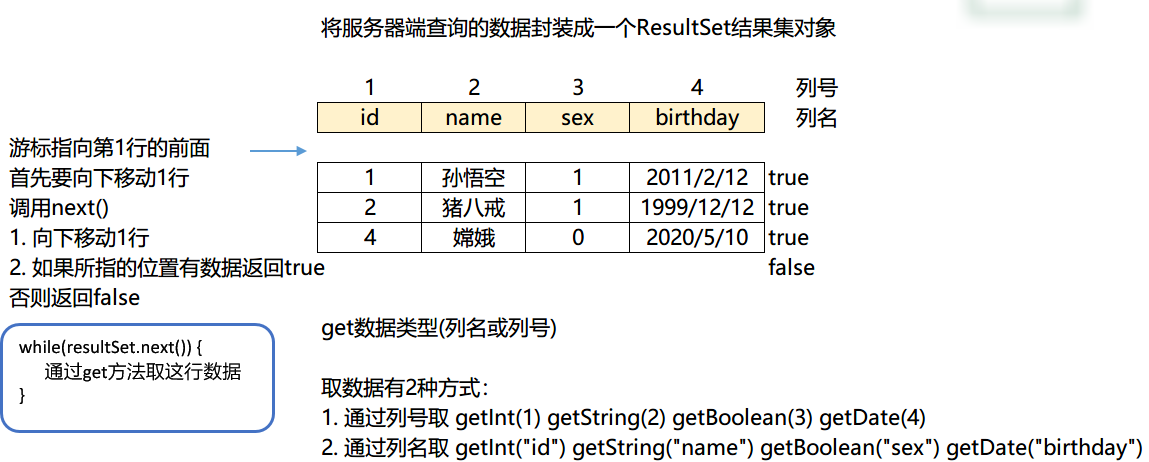 将服务器端查询的数据封装成一个ResultSet结果集对象
1 2 3 4 列号
id name sex birthday 列名
游标指向第1行的前面
首先要向下移动1行
1 孙悟空 1 2011/2/12 true
调用next()
2 猪八戒 1 1999/12/12 true
1. 向下移动1行
4 嫦娥 0 2020/5/10 true
2. 如果所指的位置有数据返回true
false
否则返回false
while(resultSet.next()) {
通过get方法取这行数据
}
get数据类型(列名或列号)
取数据有2种方式：
1. 通过列号取 getInt(1) getString(2) getBoolean(3) getDate(4)
2. 通过列名取 getInt("id") getString("name") getBoolean("sex") getDate("birthday")